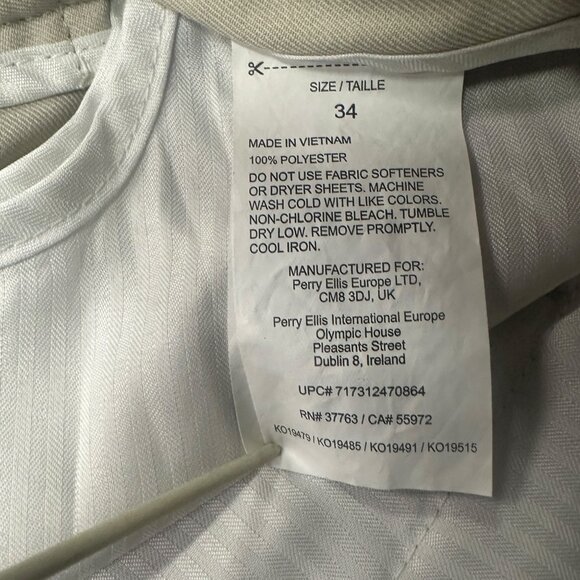 SIZE / TAILLE
34
MADE IN VIETNAM
100% POLYESTER
DO NOT USE FABRIC SOFTENERS
OR DRYER SHEETS. MACHINE
WASH COLD WITH LIKE COLORS.
NON-CHLORINE BLEACH. TUMBLE
DRY LOW. REMOVE PROMPTLY.
COOL IRON.
MANUFACTURED FOR:
Perry Ellis Europe LTD,
CM8 3DJ, UK
Perry Ellis International Europe
Olympic House
Pleasants Street
Dublin 8, Ireland
UPC# 717312470864
RN# 37763 / CA# 55972
KO19479 / KO19485 / KO19491 / KO19515